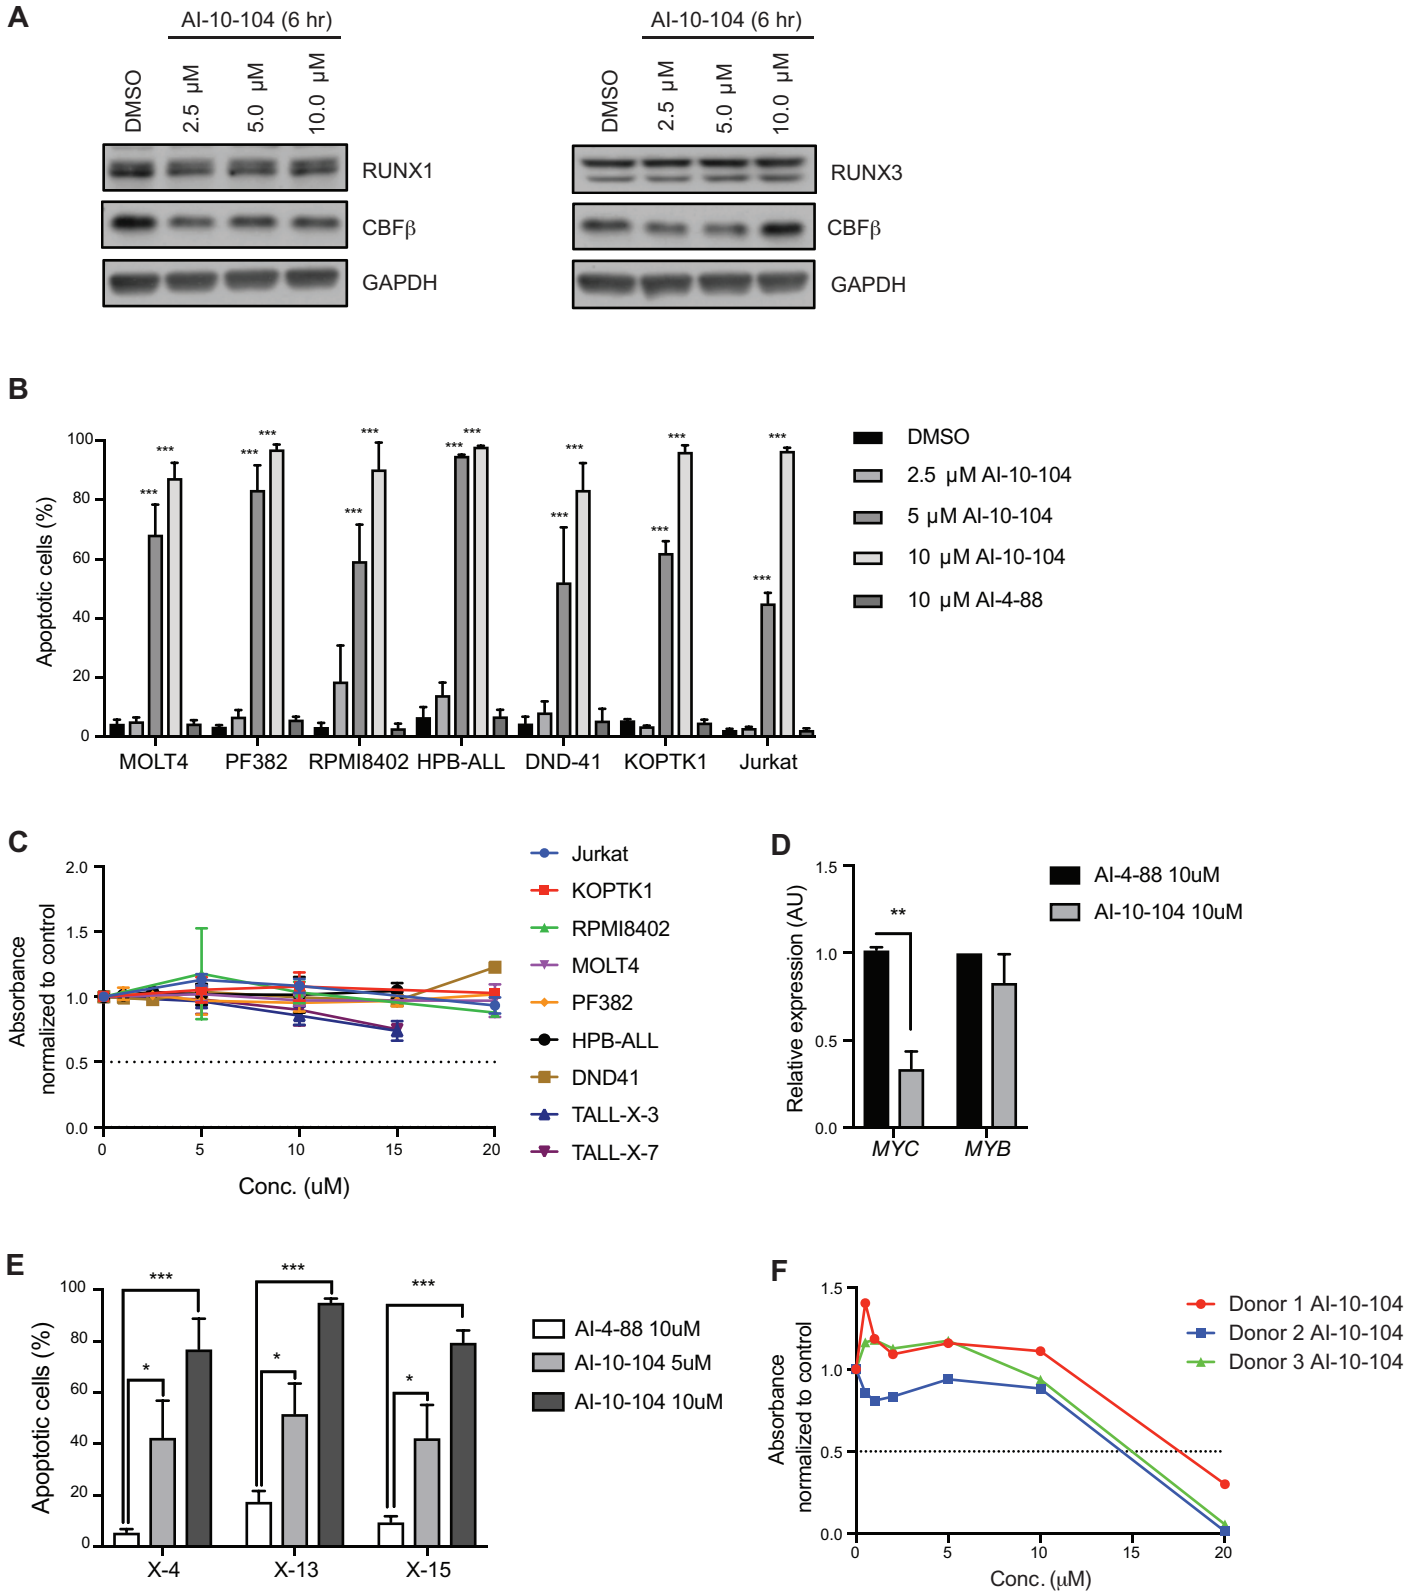 A
AI-10-104 (6 hr)
DMSO
2.5 µM
5.0 µM
10.0 µM
RUNX1
CBFβ
GAPDH
AI-10-104 (6 hr)
DMSO
2.5 µM
5.0 µM
10.0 µM
RUNX3
CBFβ
GAPDH
B
Apoptotic cells (%)
100
80
60
40
20
0
*** ***
*** ***
*** ***
*** ***
*** ***
*** ***
*** ***
MOLT4 PF382 RPMI8402 HPB-ALL DND-41 KOPTK1 Jurkat
DMSO
2.5 µM AI-10-104
5 µM AI-10-104
10 µM AI-10-104
10 µM AI-4-88
C
Absorbance
normalized to control
2.0
1.5
1.0
0.5
0.0
0 5 10 15 20
Conc. (uM)
Jurkat
KOPTK1
RPMI8402
MOLT4
PF382
HPB-ALL
DND41
TALL-X-3
TALL-X-7
D
Relative expression (AU)
1.5
1.0
0.5
0.0
**
MYC MYB
AI-4-88 10uM
AI-10-104 10uM
E
Apoptotic cells (%)
100
80
60
40
20
0
*** *
*** *
*** *
X-4 X-13 X-15
AI-4-88 10uM
AI-10-104 5uM
AI-10-104 10uM
F
Absorbance
normalized to control
1.5
1.0
0.5
0.0
0 5 10 15 20
Conc. (µM)
Donor 1 AI-10-104
Donor 2 AI-10-104
Donor 3 AI-10-104